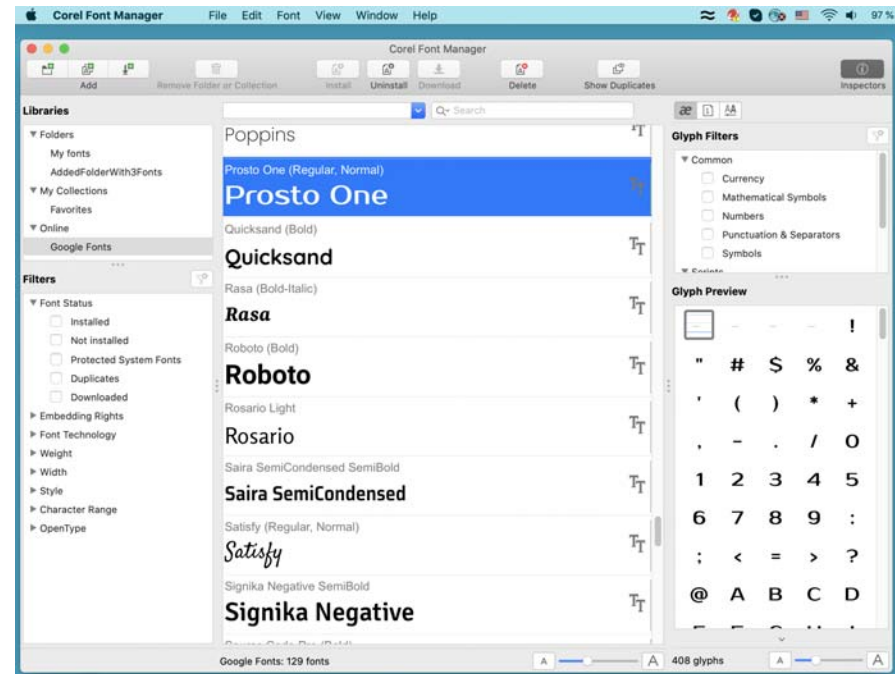 Corel Font Manager File Edit Font View Window Help 97%
Corel Font Manager
Add Remove Folder or Collection Install Uninstall Download Delete Show Duplicates Inspectors
Libraries
Folders
My fonts
AddedFolderWith3Fonts
My Collections
Favorites
Online
Google Fonts
Filters
Font Status
Installed
Not installed
Protected System Fonts
Duplicates
Downloaded
Embedding Rights
Font Technology
Weight
Width
Style
Character Range
OpenType
Search
Poppins
Prosto One (Regular, Normal)
Prosto One
Quicksand (Bold)
Quicksand
Rasa (Bold-Italic)
Rasa
Roboto (Bold)
Roboto
Rosario Light
Rosario
Saira SemiCondensed SemiBold
Saira SemiCondensed
Satisfy (Regular, Normal)
Satisfy
Signika Negative SemiBold
Signika Negative
Google Fonts: 129 fonts
A A
æ
Glyph Filters
Common
Currency
Mathematical Symbols
Numbers
Punctuation & Separators
Symbols
Glyph Preview
!
" # $ % &
' ( ) * +
, - . / 0
1 2 3 4 5
6 7 8 9 :
; < = > ?
@ A B C D
408 glyphs A A